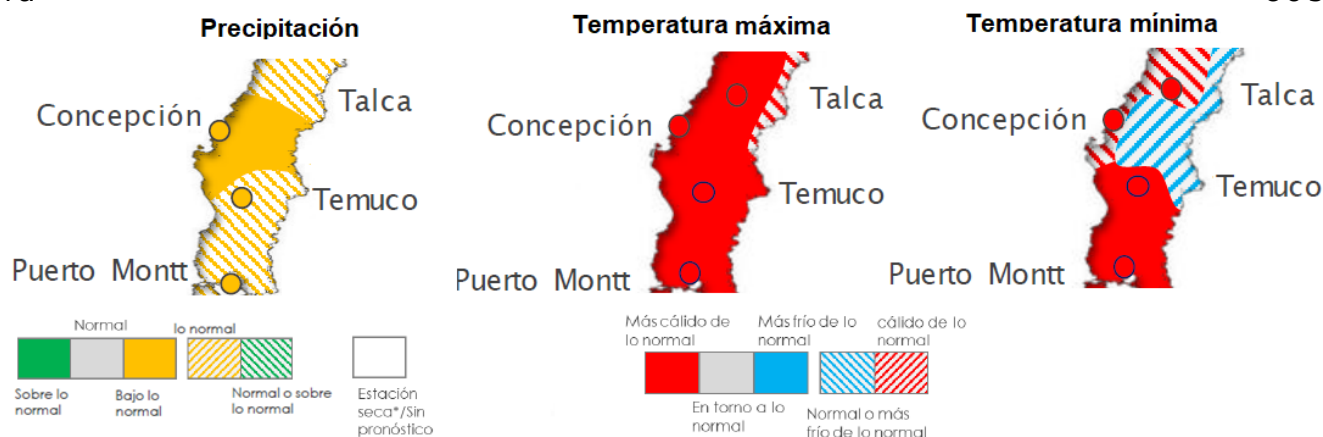 Precipitación
Concepción
Talca
Temuco
Puerto Montt
Normal
lo normal
Sobre lo
normal
Bajo lo
normal
Normal o sobre
lo normal
Estación
seca*/Sin
pronóstico
Temperatura máxima
Concepción
Talca
Temuco
Puerto Montt
Temperatura mínima
Concepción
Talca
Temuco
Puerto Montt
Más cálido de
lo normal
Más frío de lo
normal
cálido de lo
normal
En torno a lo
normal
Normal o más
frío de lo normal